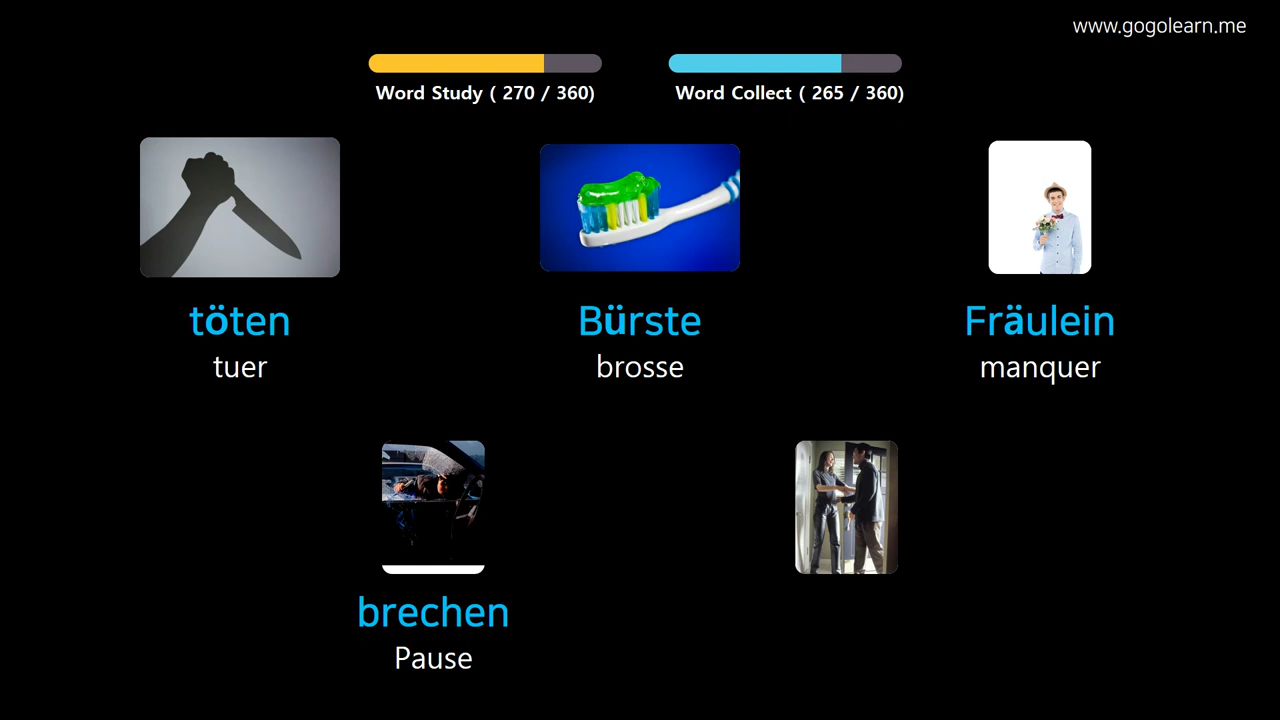 www.gogolearn.me
Word Study ( 270 / 360)
Word Collect ( 265 / 360)
töten
tuer
Bürste
brosse
Fräulein
manquer
brechen
Pause